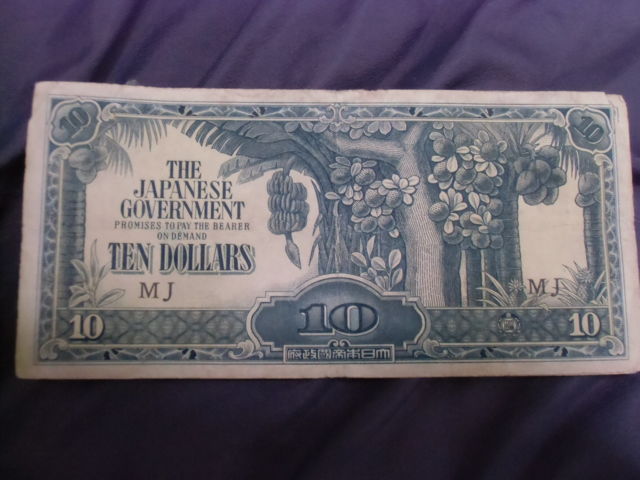 10
10
THE
JAPANESE
GOVERNMENT
PROMISES TO PAY THE BEARER
ON DEMAND
TEN DOLLARS
MJ
MJ
10
10
10
大日本帝國政府